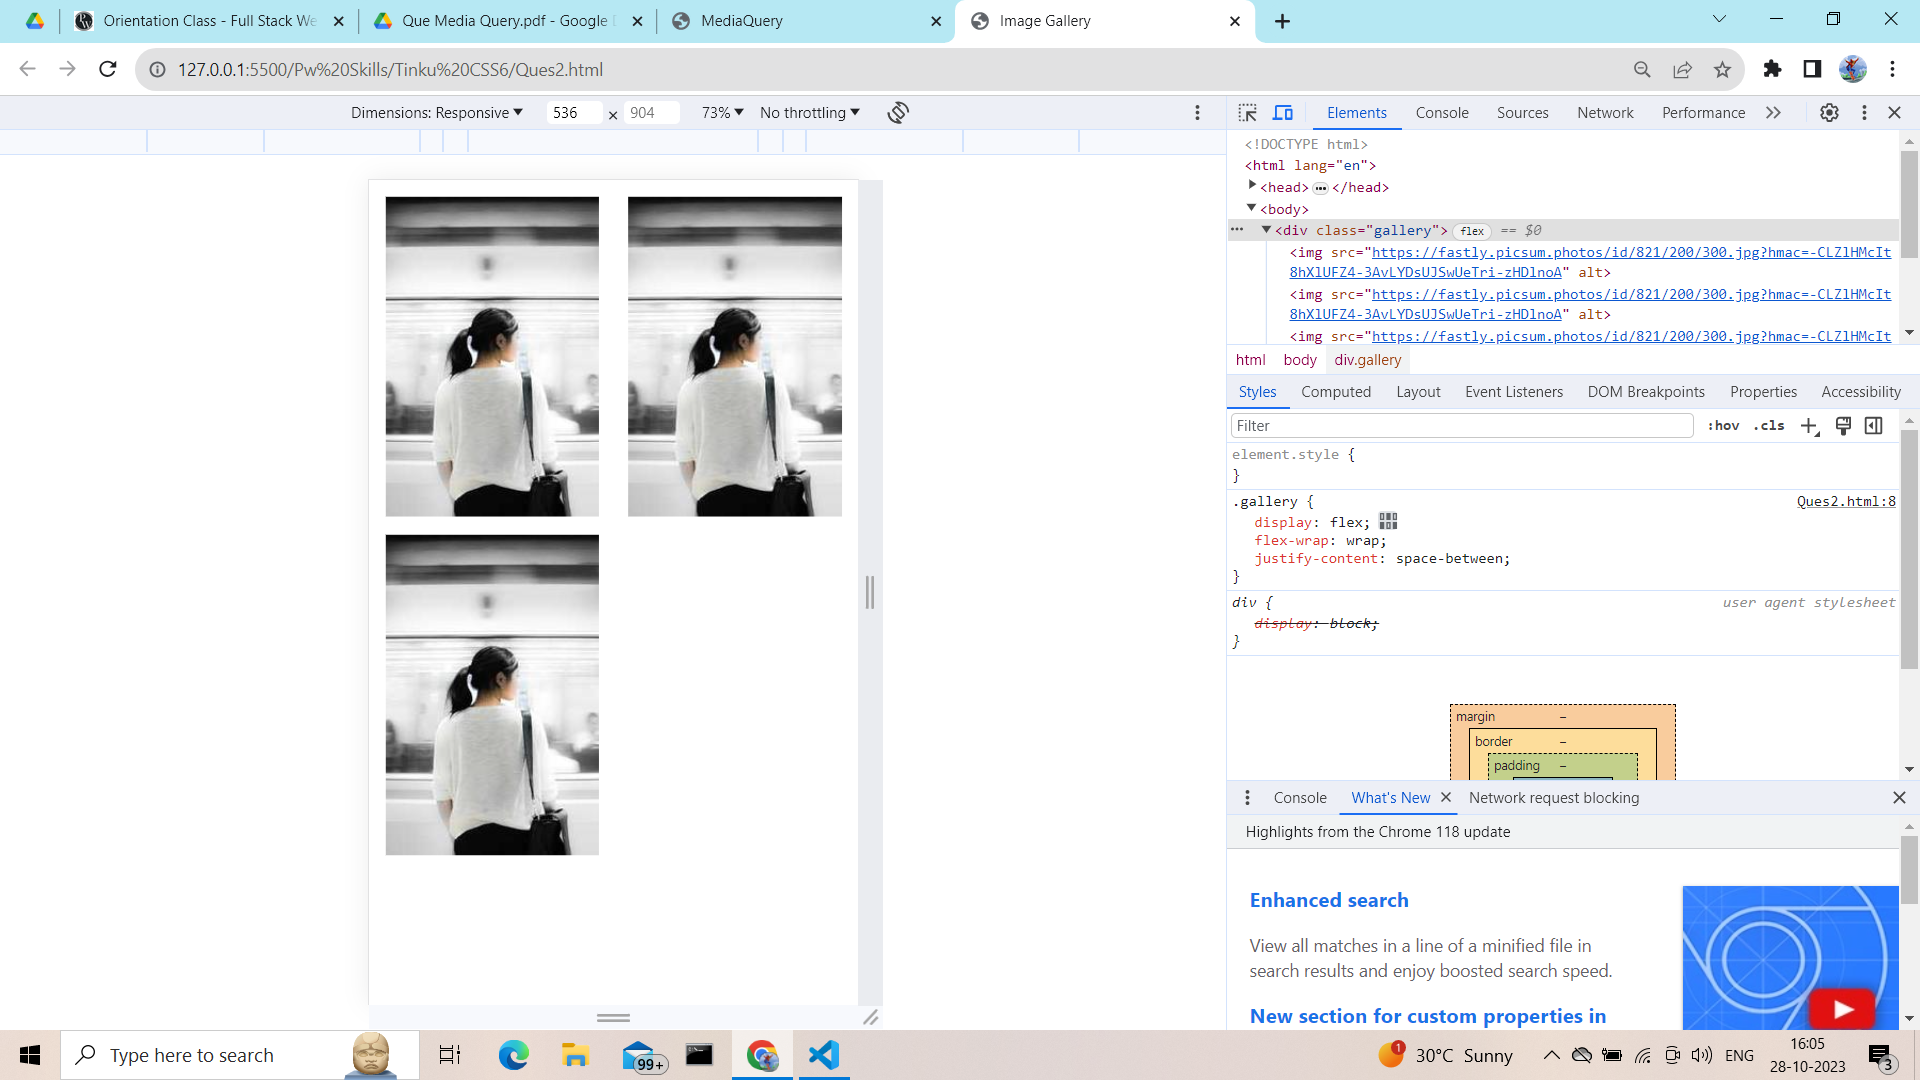 Orientation Class - Full Stack We
Que Media Query.pdf - Google D
MediaQuery
Image Gallery
127.0.0.1:5500/Pw%20Skills/Tinku%20CSS6/Ques2.html
Dimensions: Responsive
536 × 904
73%
No throttling
Elements
Console
Sources
Network
Performance
<!DOCTYPE html>
<html lang="en">
<head> ••• </head>
<body>
••• <div class="gallery"> flex == $0
<img src="https://fastly.picsum.photos/id/821/200/300.jpg?hmac=-CLZlHMcIt
8hXlUFZ4-3AvLYDsUJSwUeTri-zHDlnoA" alt>
<img src="https://fastly.picsum.photos/id/821/200/300.jpg?hmac=-CLZlHMcIt
8hXlUFZ4-3AvLYDsUJSwUeTri-zHDlnoA" alt>
<img src="https://fastly.picsum.photos/id/821/200/300.jpg?hmac=-CLZlHMcIt
html body div.gallery
Styles
Computed
Layout
Event Listeners
DOM Breakpoints
Properties
Accessibility
Filter
:hov .cls
element.style {
}
.gallery { Ques2.html:8
display: flex;
flex-wrap: wrap;
justify-content: space-between;
}
div { user agent stylesheet
display: block;
}
margin –
border –
padding –
Console
What's New
Network request blocking
Highlights from the Chrome 118 update
Enhanced search
View all matches in a line of a minified file in
search results and enjoy boosted search speed.
New section for custom properties in
Type here to search
99+
1
30°C Sunny
ENG
16:05
28-10-2023
3